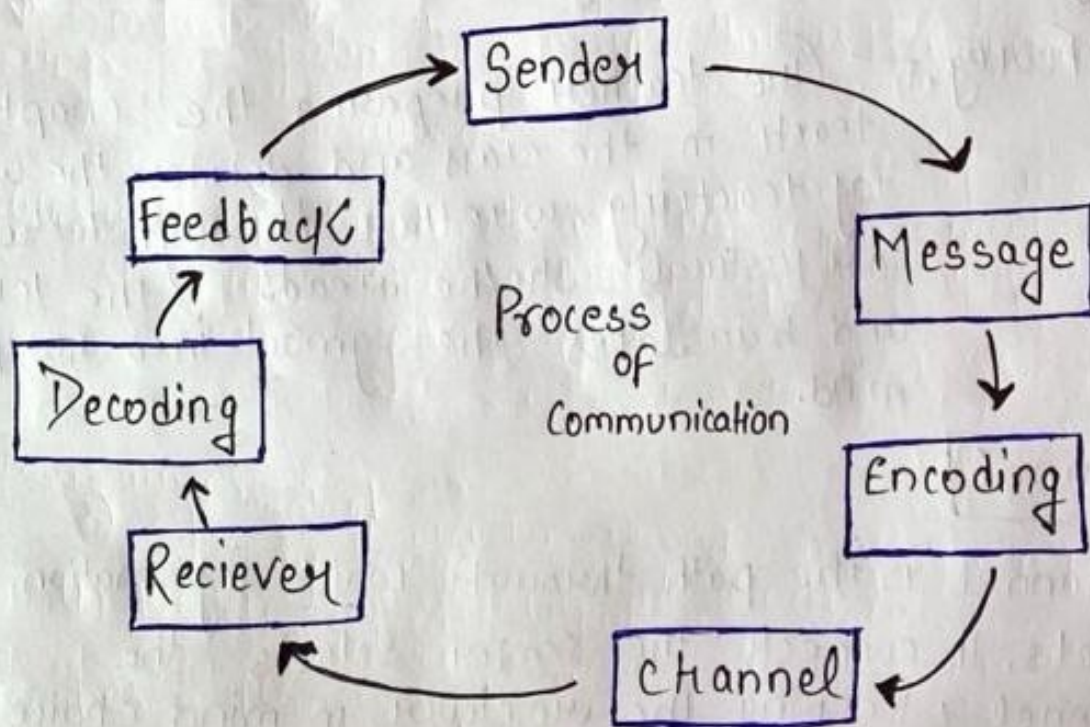 Sender
Message
Encoding
Channel
Reciever
Decoding
Feedback
Process
of
Communication